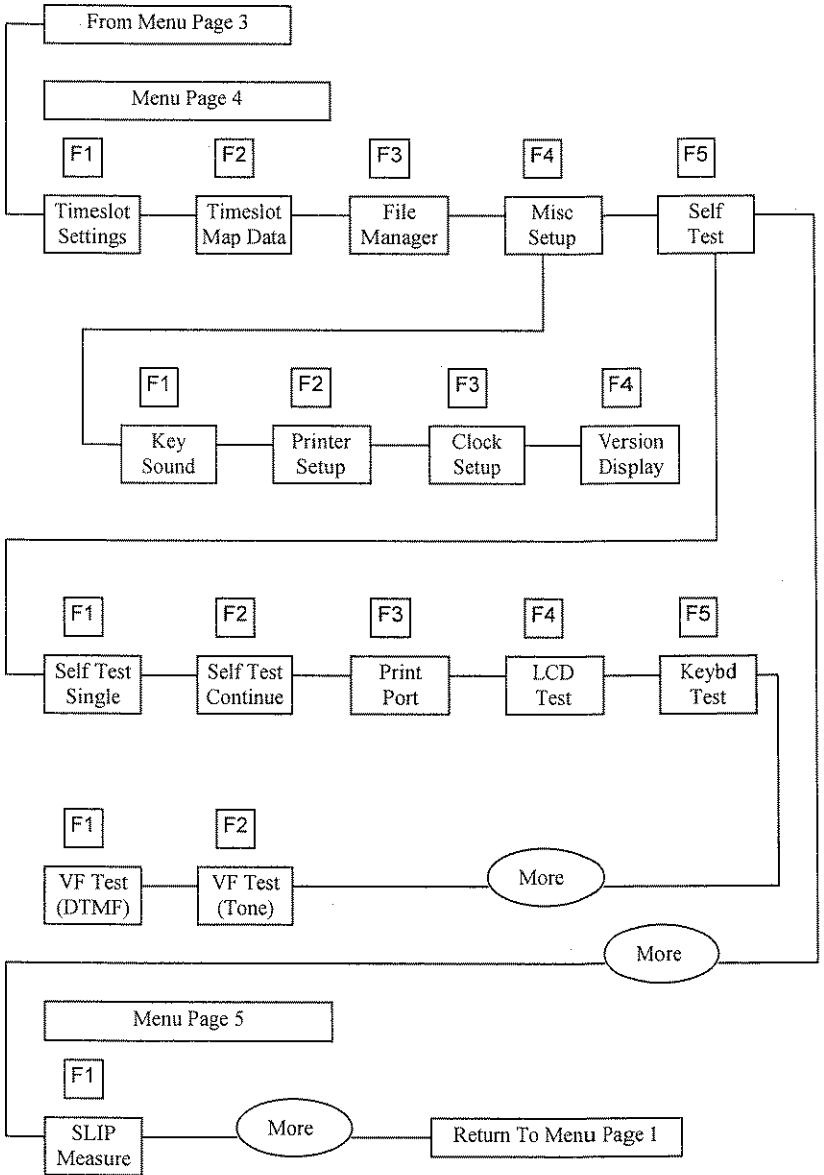 From Menu Page 3
Menu Page 4
F1 F2 F3 F4 F5
Timeslot Timeslot File Misc Self
Settings Map Data Manager Setup Test
F1 F2 F3 F4
Key Printer Clock Version
Sound Setup Setup Display
F1 F2 F3 F4 F5
Self Test Self Test Print LCD Keybd
Single Continue Port Test Test
F1 F2
VF Test VF Test More
(DTMF) (Tone)
More
Menu Page 5
F1
SLIP More Return To Menu Page 1
Measure